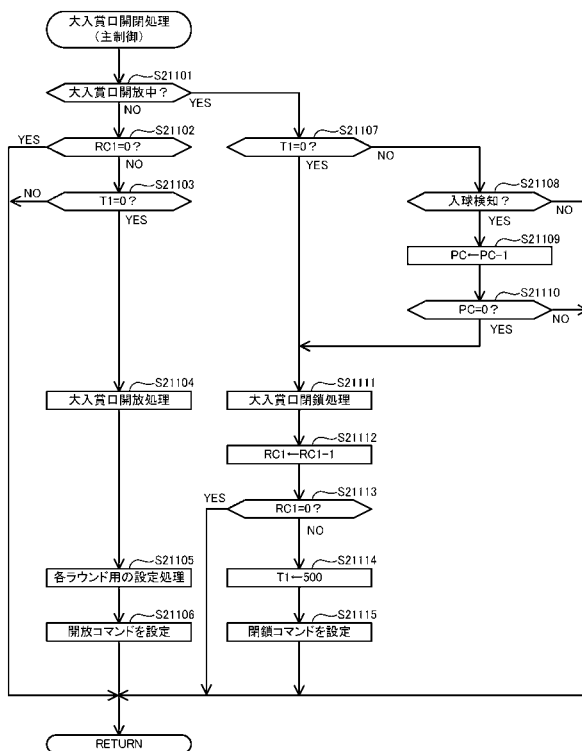 大入賞口開閉処理
(主制御)
S21101
大入賞口開放中？
YES
NO
S21102
YES
RC1=0？
NO
S21103
NO
T1=0？
YES
S21107
T1=0？
NO
YES
S21108
入球検知？
NO
YES
S21109
PC←PC-1
S21110
PC=0？
NO
YES
S21104
大入賞口開放処理
S21111
大入賞口閉鎖処理
S21112
RC1←RC1-1
S21113
YES
RC1=0？
NO
S21105
各ラウンド用の設定処理
S21114
T1←500
S21106
開放コマンドを設定
S21115
閉鎖コマンドを設定
RETURN